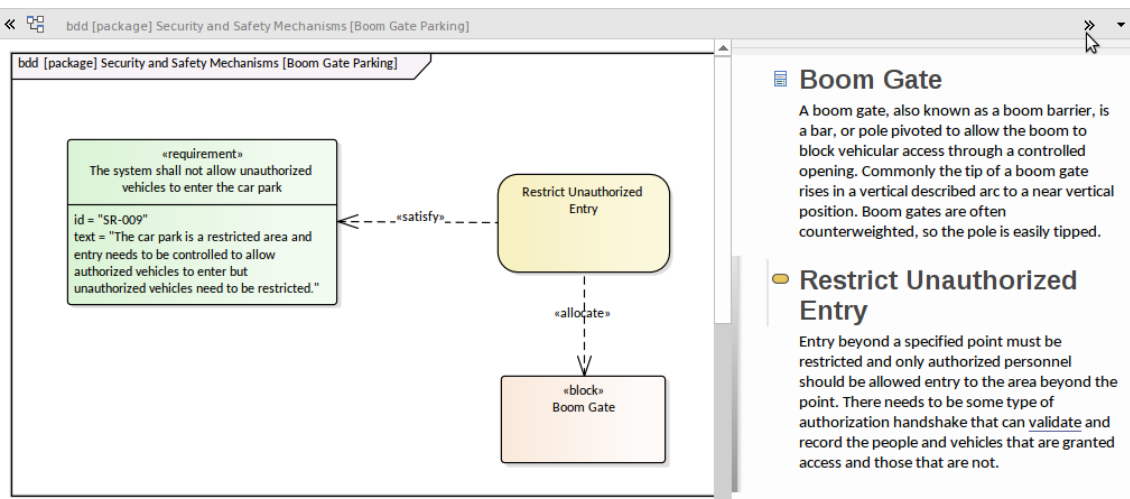 bdd [package] Security and Safety Mechanisms [Boom Gate Parking]
bdd [package] Security and Safety Mechanisms [Boom Gate Parking]
«requirement»
The system shall not allow unauthorized
vehicles to enter the car park
id = "SR-009"
text = "The car park is a restricted area and
entry needs to be controlled to allow
authorized vehicles to enter but
unauthorized vehicles need to be restricted."
«satisfy»
Restrict Unauthorized
Entry
«allocate»
«block»
Boom Gate
Boom Gate
A boom gate, also known as a boom barrier, is
a bar, or pole pivoted to allow the boom to
block vehicular access through a controlled
opening. Commonly the tip of a boom gate
rises in a vertical described arc to a near vertical
position. Boom gates are often
counterweighted, so the pole is easily tipped.
Restrict Unauthorized
Entry
Entry beyond a specified point must be
restricted and only authorized personnel
should be allowed entry to the area beyond the
point. There needs to be some type of
authorization handshake that can validate and
record the people and vehicles that are granted
access and those that are not.